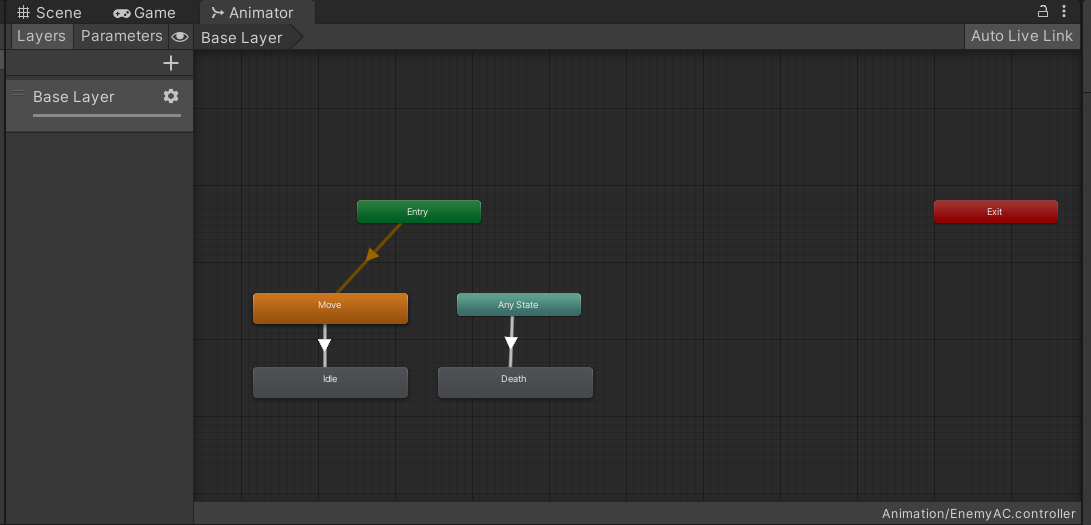 Scene Game Animator
Layers Parameters Base Layer Auto Live Link
Base Layer
Entry Exit
Move Any State
Idle Death
Animation/EnemyAC.controller